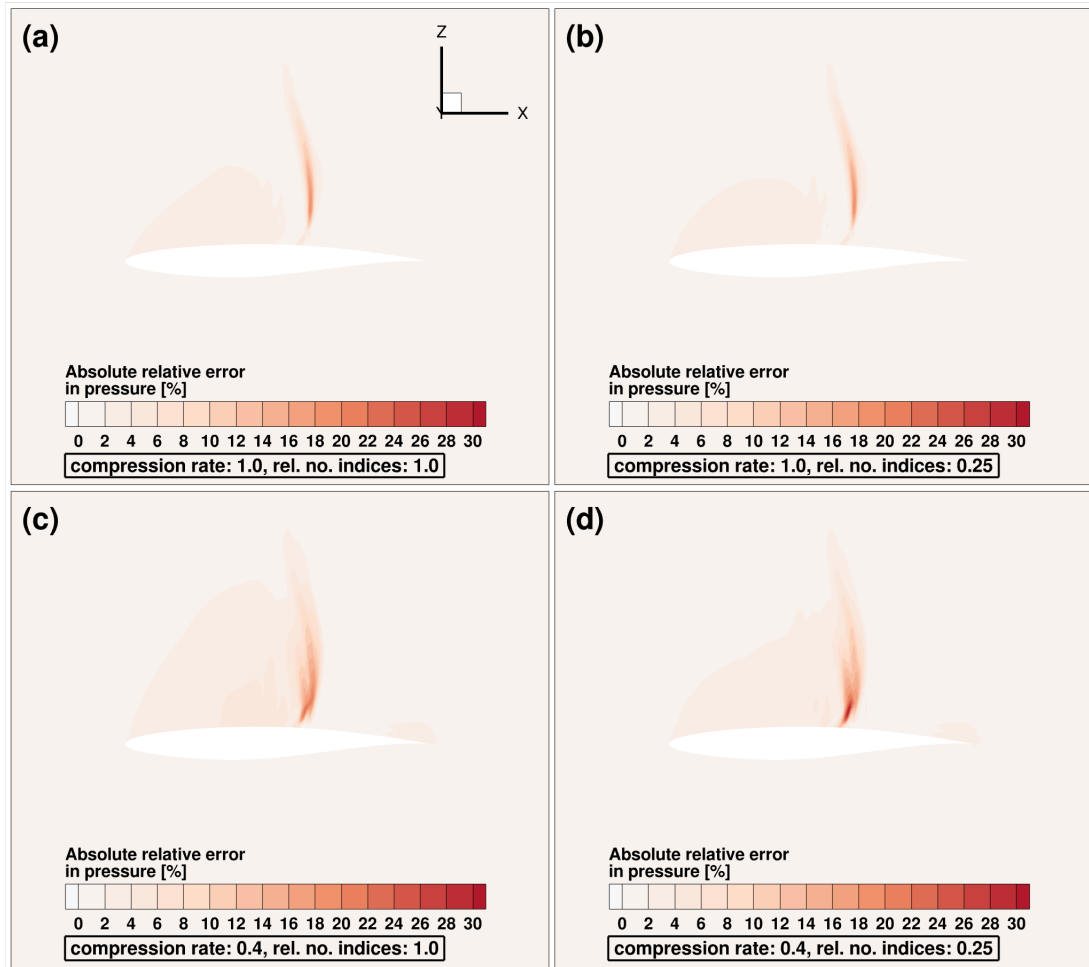 (a)
Z
Y
X
Absolute relative error
in pressure [%]
0 2 4 6 8 10 12 14 16 18 20 22 24 26 28 30
compression rate: 1.0, rel. no. indices: 1.0
(b)
Absolute relative error
in pressure [%]
0 2 4 6 8 10 12 14 16 18 20 22 24 26 28 30
compression rate: 1.0, rel. no. indices: 0.25
(c)
Absolute relative error
in pressure [%]
0 2 4 6 8 10 12 14 16 18 20 22 24 26 28 30
compression rate: 0.4, rel. no. indices: 1.0
(d)
Absolute relative error
in pressure [%]
0 2 4 6 8 10 12 14 16 18 20 22 24 26 28 30
compression rate: 0.4, rel. no. indices: 0.25